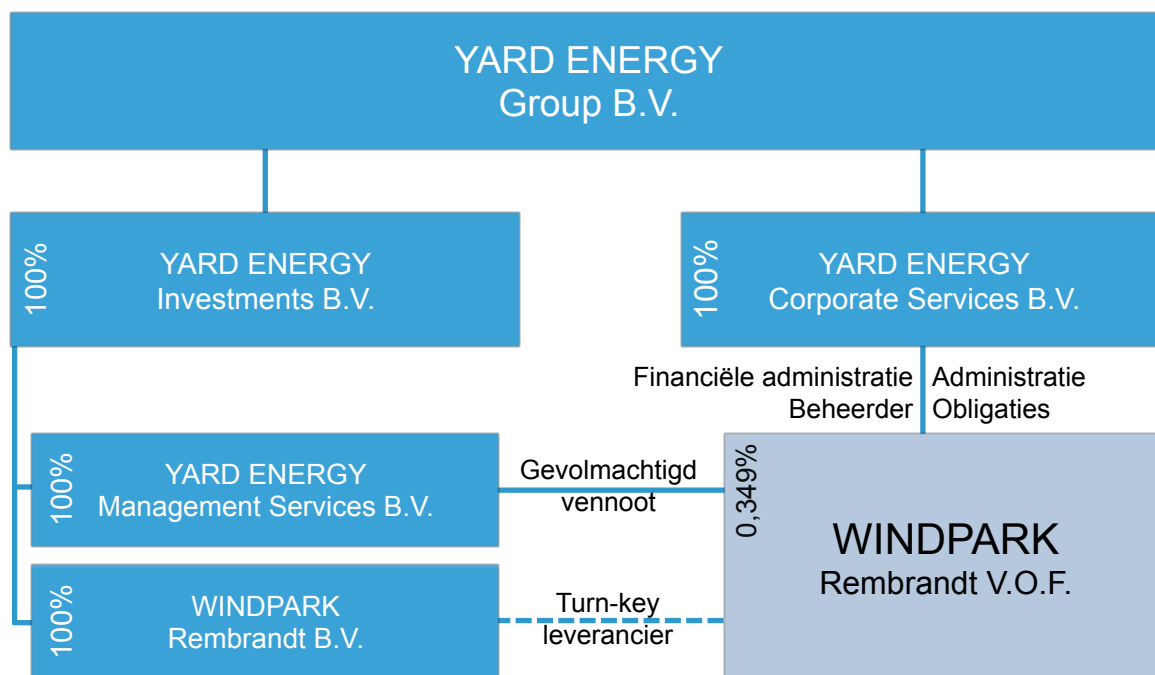 YARD ENERGY
Group B.V.
100%
YARD ENERGY
Investments B.V.
100%
YARD ENERGY
Corporate Services B.V.
Financiële administratie
Beheerder
Administratie
Obligaties
100%
YARD ENERGY
Management Services B.V.
Gevolmachtigd
vennoot
0,349%
WINDPARK
Rembrandt V.O.F.
100%
WINDPARK
Rembrandt B.V.
Turn-key
leverancier